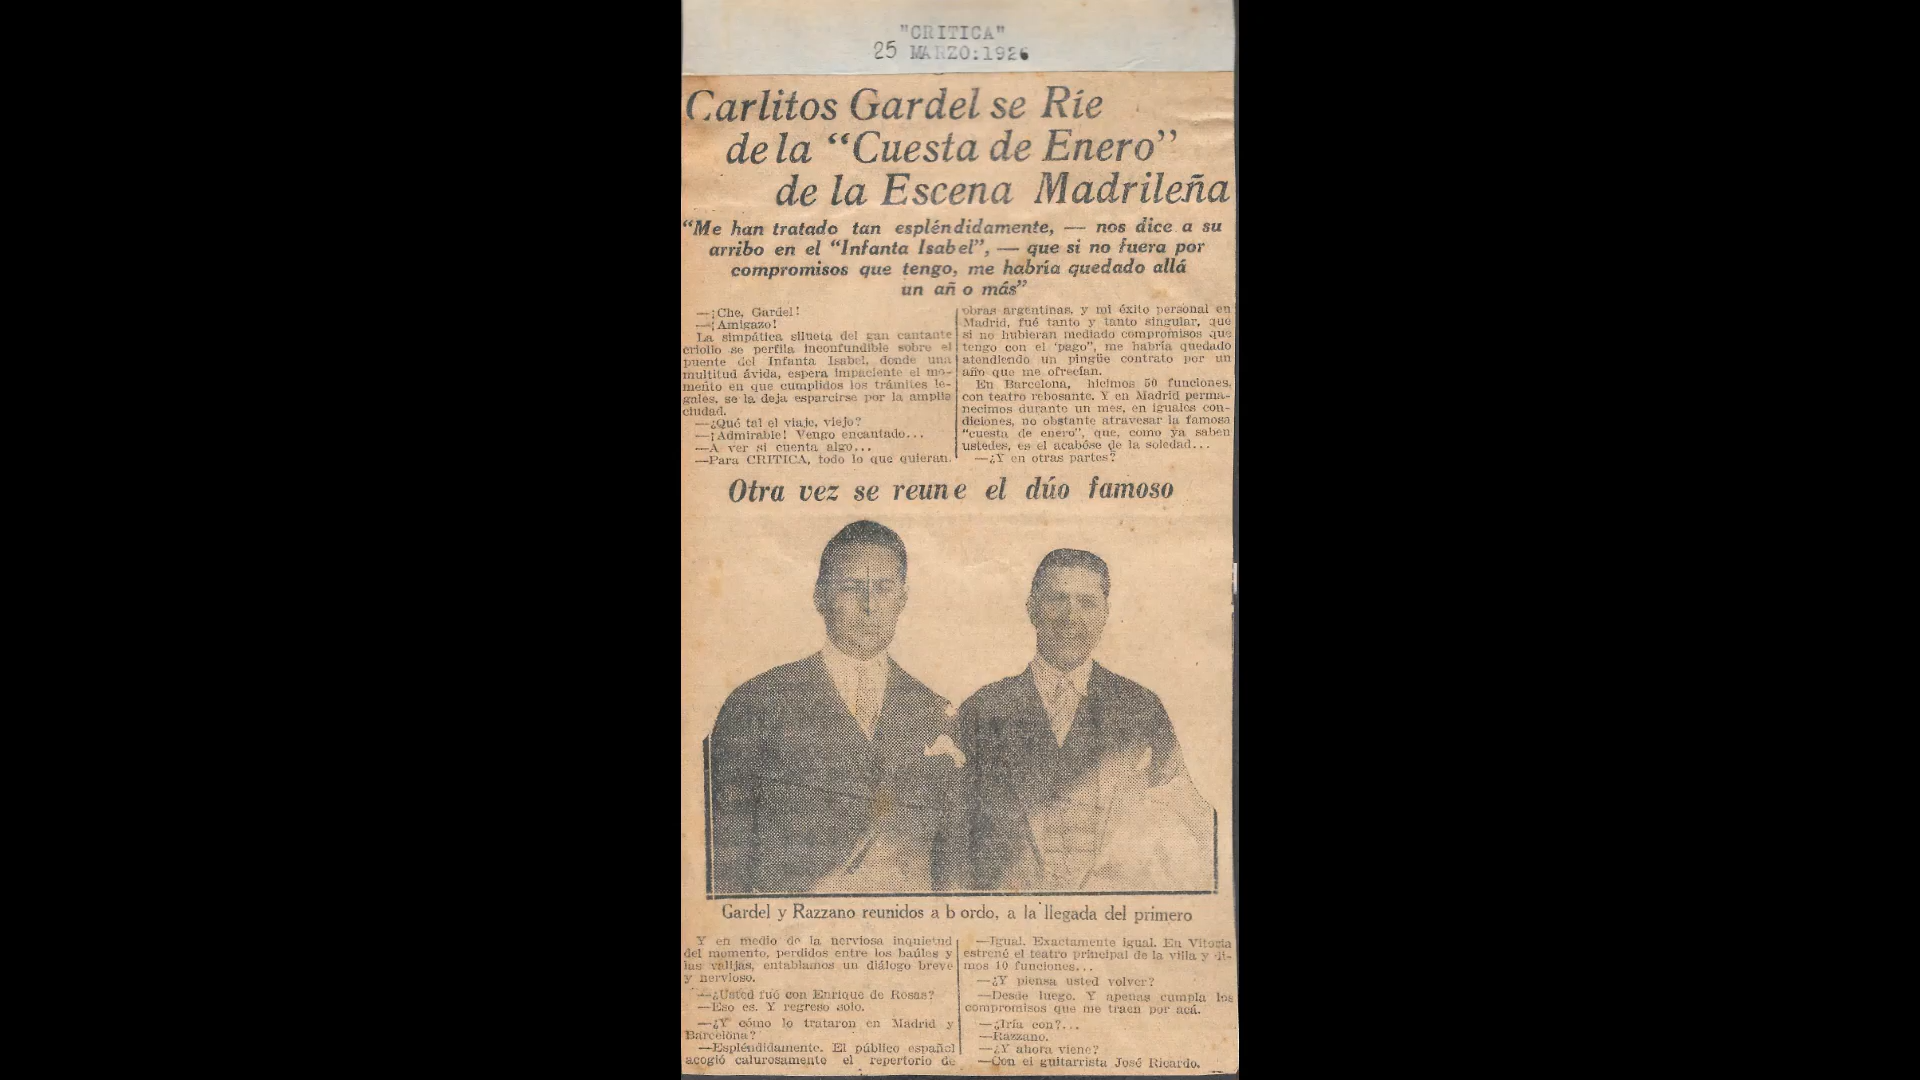 "CRITICA"
25 MARZO:1926
Carlitos Gardel se Ríe
de la "Cuesta de Enero"
de la Escena Madrileña
"Me han tratado tan espléndidamente, — nos dice a su
arribo en el "Infanta Isabel", — que si no fuera por
compromisos que tengo, me habría quedado allá
un año más"
—¡Che, Gardel!
—¡Amigazo!
La simpática silueta del gan cantante
criollo se perfila inconfundible sobre el
puente del Infanta Isabel, donde una
multitud ávida, espera impaciente el mo-
mento en que cumplidos los trámites le-
gales, se la deja esparcirse por la amplia
ciudad.
—¿Qué tal el viaje, viejo?
—¡Admirable! Vengo encantado...
—A ver si cuenta algo...
—Para CRITICA, todo lo que quieran.
obras argentinas, y mi éxito personal en
Madrid, fué tanto y tanto singular, que
si no hubieran mediado compromisos que
tengo con el 'pago", me habría quedado
atendiendo un pingüe contrato por un
año que me ofrecían.
En Barcelona, hicimos 50 funciones,
con teatro rebosante. Y en Madrid perma-
necimos durante un mes, en iguales con-
diciones, no obstante atravesar la famosa
"cuesta de enero", que, como ya saben
ustedes, es el acabóse de la soledad...
—¿Y en otras partes?
Otra vez se reune el dúo famoso
Gardel y Razzano reunidos a bordo, a la llegada del primero
Y en medio de la nerviosa inquietud
del momento, perdidos entre los baúles y
las valijas, entablamos un diálogo breve
y nervioso.
—¿Usted fué con Enrique de Rosas?
—Eso es. Y regreso solo.
—¿Y cómo lo trataron en Madrid y
Barcelona?
—Espléndidamente. El público español
acogió calurosamente el repertorio de
—Igual. Exactamente igual. En Vitoria
estrené el teatro principal de la villa y di-
mos 10 funciones...
—¿Y piensa usted volver?
—Desde luego. Y apenas cumpla los
compromisos que me traen por acá.
—¿Iría con?...
—Razzano.
—¿Y ahora viene?
—Con el guitarrista José Ricardo.